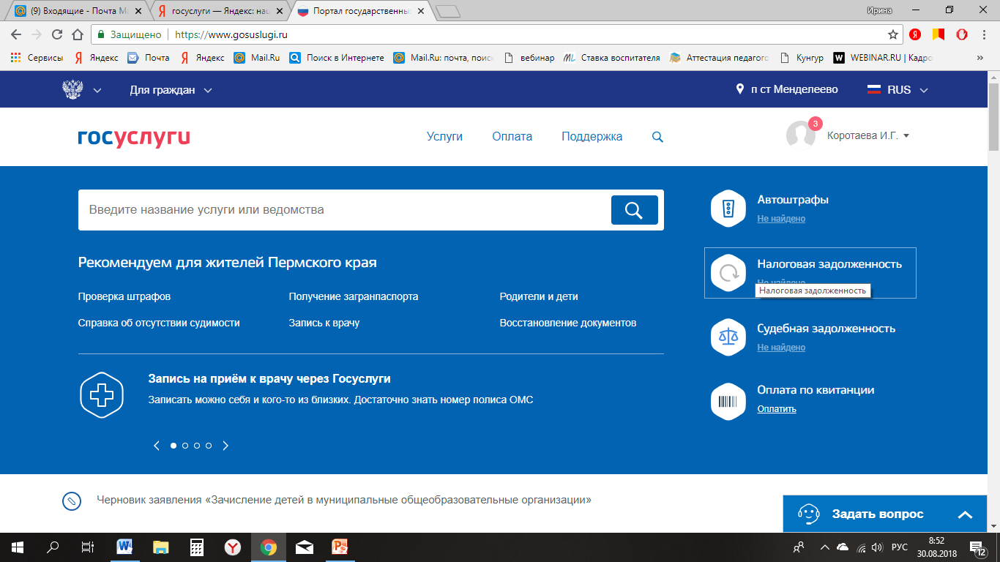 (9) Входящие - Почта Ma
госуслуги — Яндекс: наш
Портал государственных
Ирина
Защищено
https://www.gosuslugi.ru
Сервисы
Яндекс
Почта
Яндекс
Mail.Ru
Поиск в Интернете
Mail.Ru: почта, поис
вебинар
Ставка воспитателя
Аттестация педагого
Кунгур
WEBINAR.RU | Кадро
»
Для граждан
п ст Менделеево
RUS
госуслуги
Услуги
Оплата
Поддержка
3
Коротаева И.Г.
Введите название услуги или ведомства
Автоштрафы
Не найдено
Рекомендуем для жителей Пермского края
Налоговая задолженность
Не найдено
Налоговая задолженность
Проверка штрафов
Получение загранпаспорта
Родители и дети
Справка об отсутствии судимости
Запись к врачу
Восстановление документов
Судебная задолженность
Не найдено
Запись на приём к врачу через Госуслуги
Записать можно себя и кого-то из близких. Достаточно знать номер полиса ОМС
Оплата по квитанции
Оплатить
Черновик заявления «Зачисление детей в муниципальные общеобразовательные организации»
Задать вопрос
РУС
8:52
30.08.2018
12